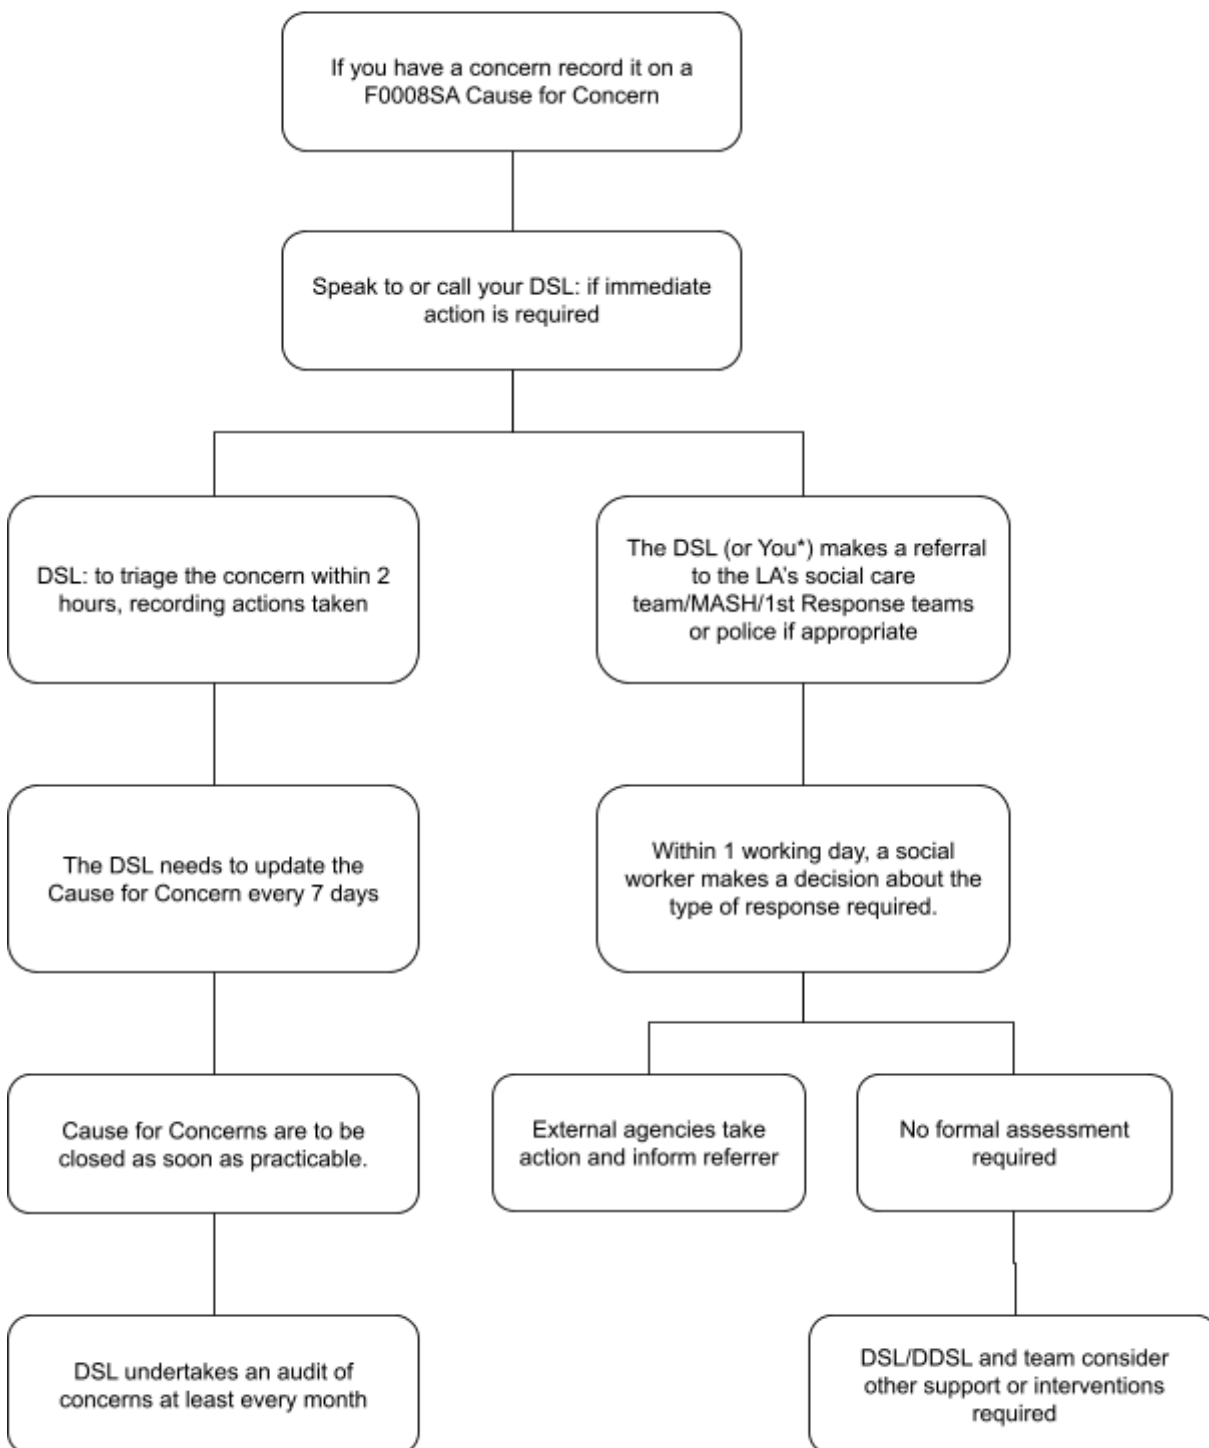 If you have a concern record it on a
F0008SA Cause for Concern
Speak to or call your DSL: if immediate
action is required
DSL: to triage the concern within 2
hours, recording actions taken
The DSL (or You*) makes a referral
to the LA's social care
team/MASH/1st Response teams
or police if appropriate
The DSL needs to update the
Cause for Concern every 7 days
Within 1 working day, a social
worker makes a decision about the
type of response required.
Cause for Concerns are to be
closed as soon as practicable.
External agencies take
action and inform referrer
No formal assessment
required
DSL undertakes an audit of
concerns at least every month
DSL/DDSL and team consider
other support or interventions
required